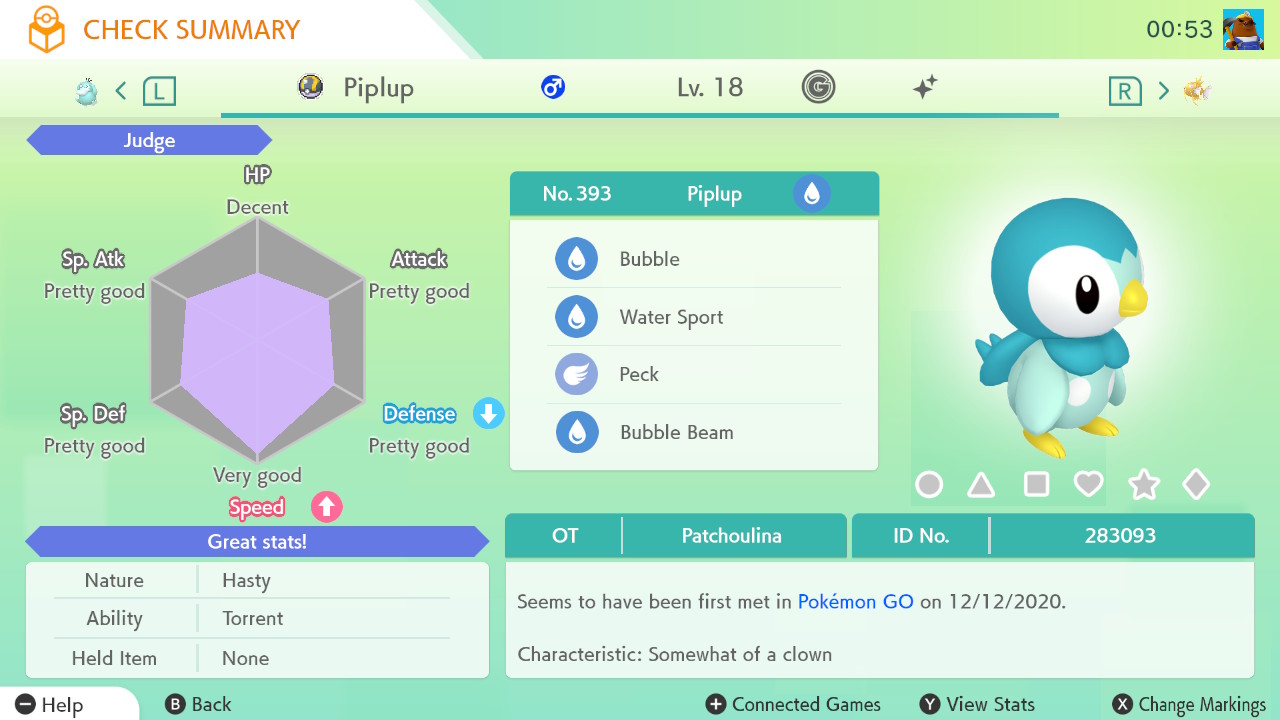 CHECK SUMMARY
00:53
L
Piplup
Lv. 18
G
R
Judge
HP
Decent
Sp. Atk
Pretty good
Attack
Pretty good
Sp. Def
Pretty good
Defense
Pretty good
Very good
Speed
Great stats!
Nature Hasty
Ability Torrent
Held Item None
No. 393 Piplup
Bubble
Water Sport
Peck
Bubble Beam
OT Patchoulina ID No. 283093
Seems to have been first met in Pokémon GO on 12/12/2020.
Characteristic: Somewhat of a clown
Help
B Back
Connected Games
Y View Stats
X Change Markings